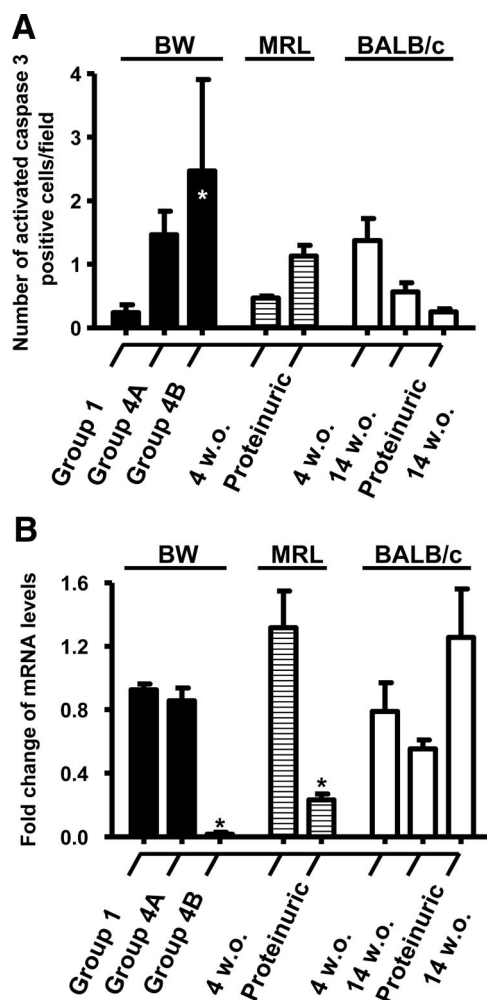 A
BW MRL BALB/c
Number of activated caspase 3
positive cells/field
4
3
2
1
0
*
Group 1
Group 4A
Group 4B
4 w.o.
Proteinuric
4 w.o.
14 w.o.
Proteinuric
14 w.o.
B
BW MRL BALB/c
Fold change of mRNA levels
1.6
1.2
0.8
0.4
0.0
*
*
Group 1
Group 4A
Group 4B
4 w.o.
Proteinuric
4 w.o.
14 w.o.
Proteinuric
14 w.o.